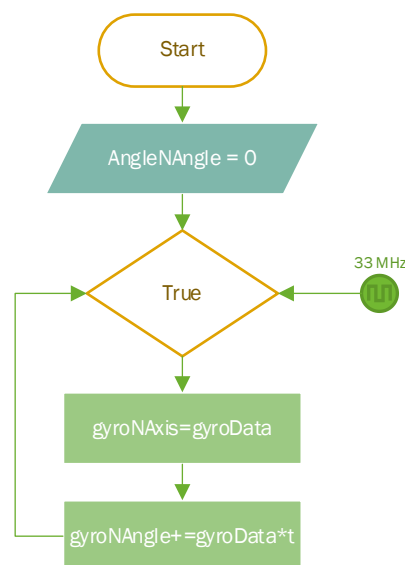 Start
AngleNAngle = 0
33 MHz
True
gyroNAxis=gyroData
gyroNAngle+=gyroData*t